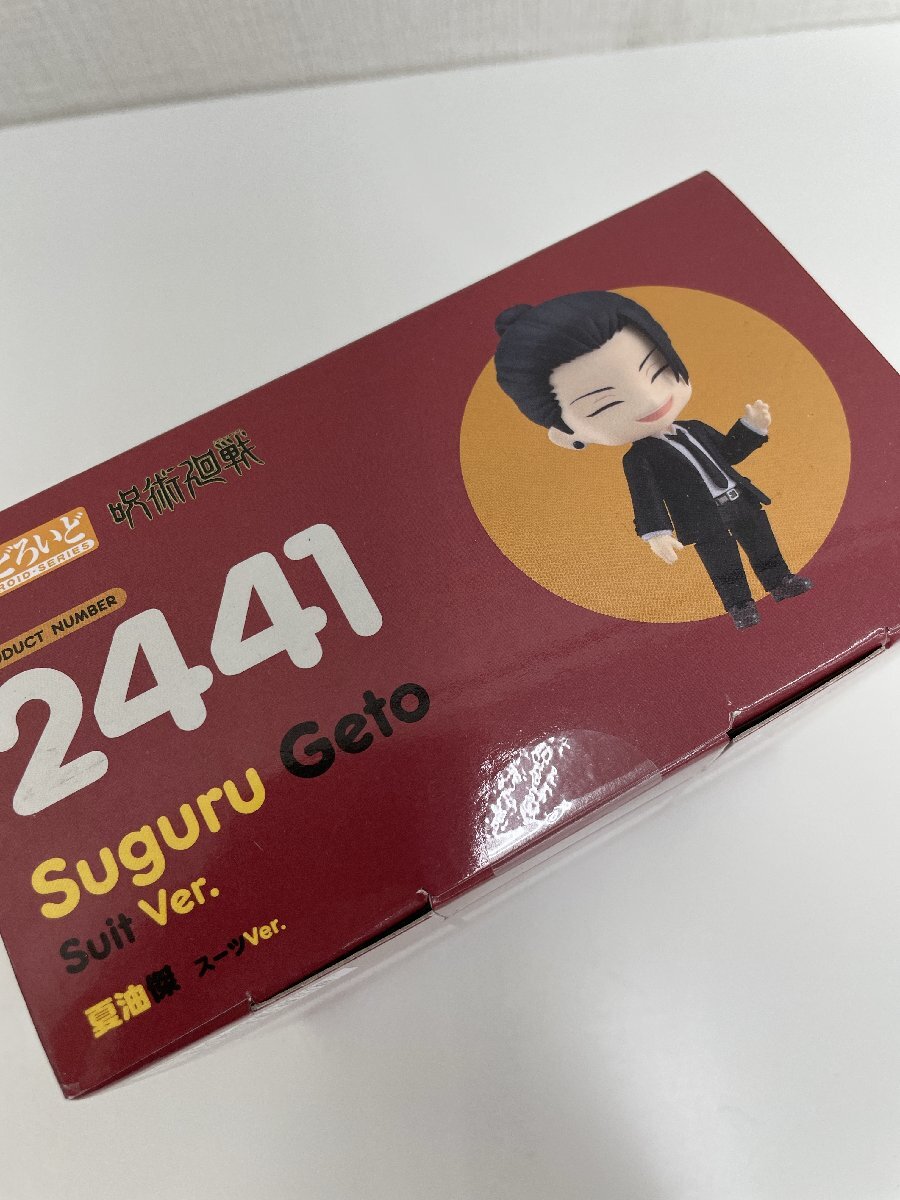 どろいど
ROID·SERIES
呪術廻戦
ODUCT NUMBER
2441
Suguru Geto
Suit Ver.
夏油傑 スーツVer.